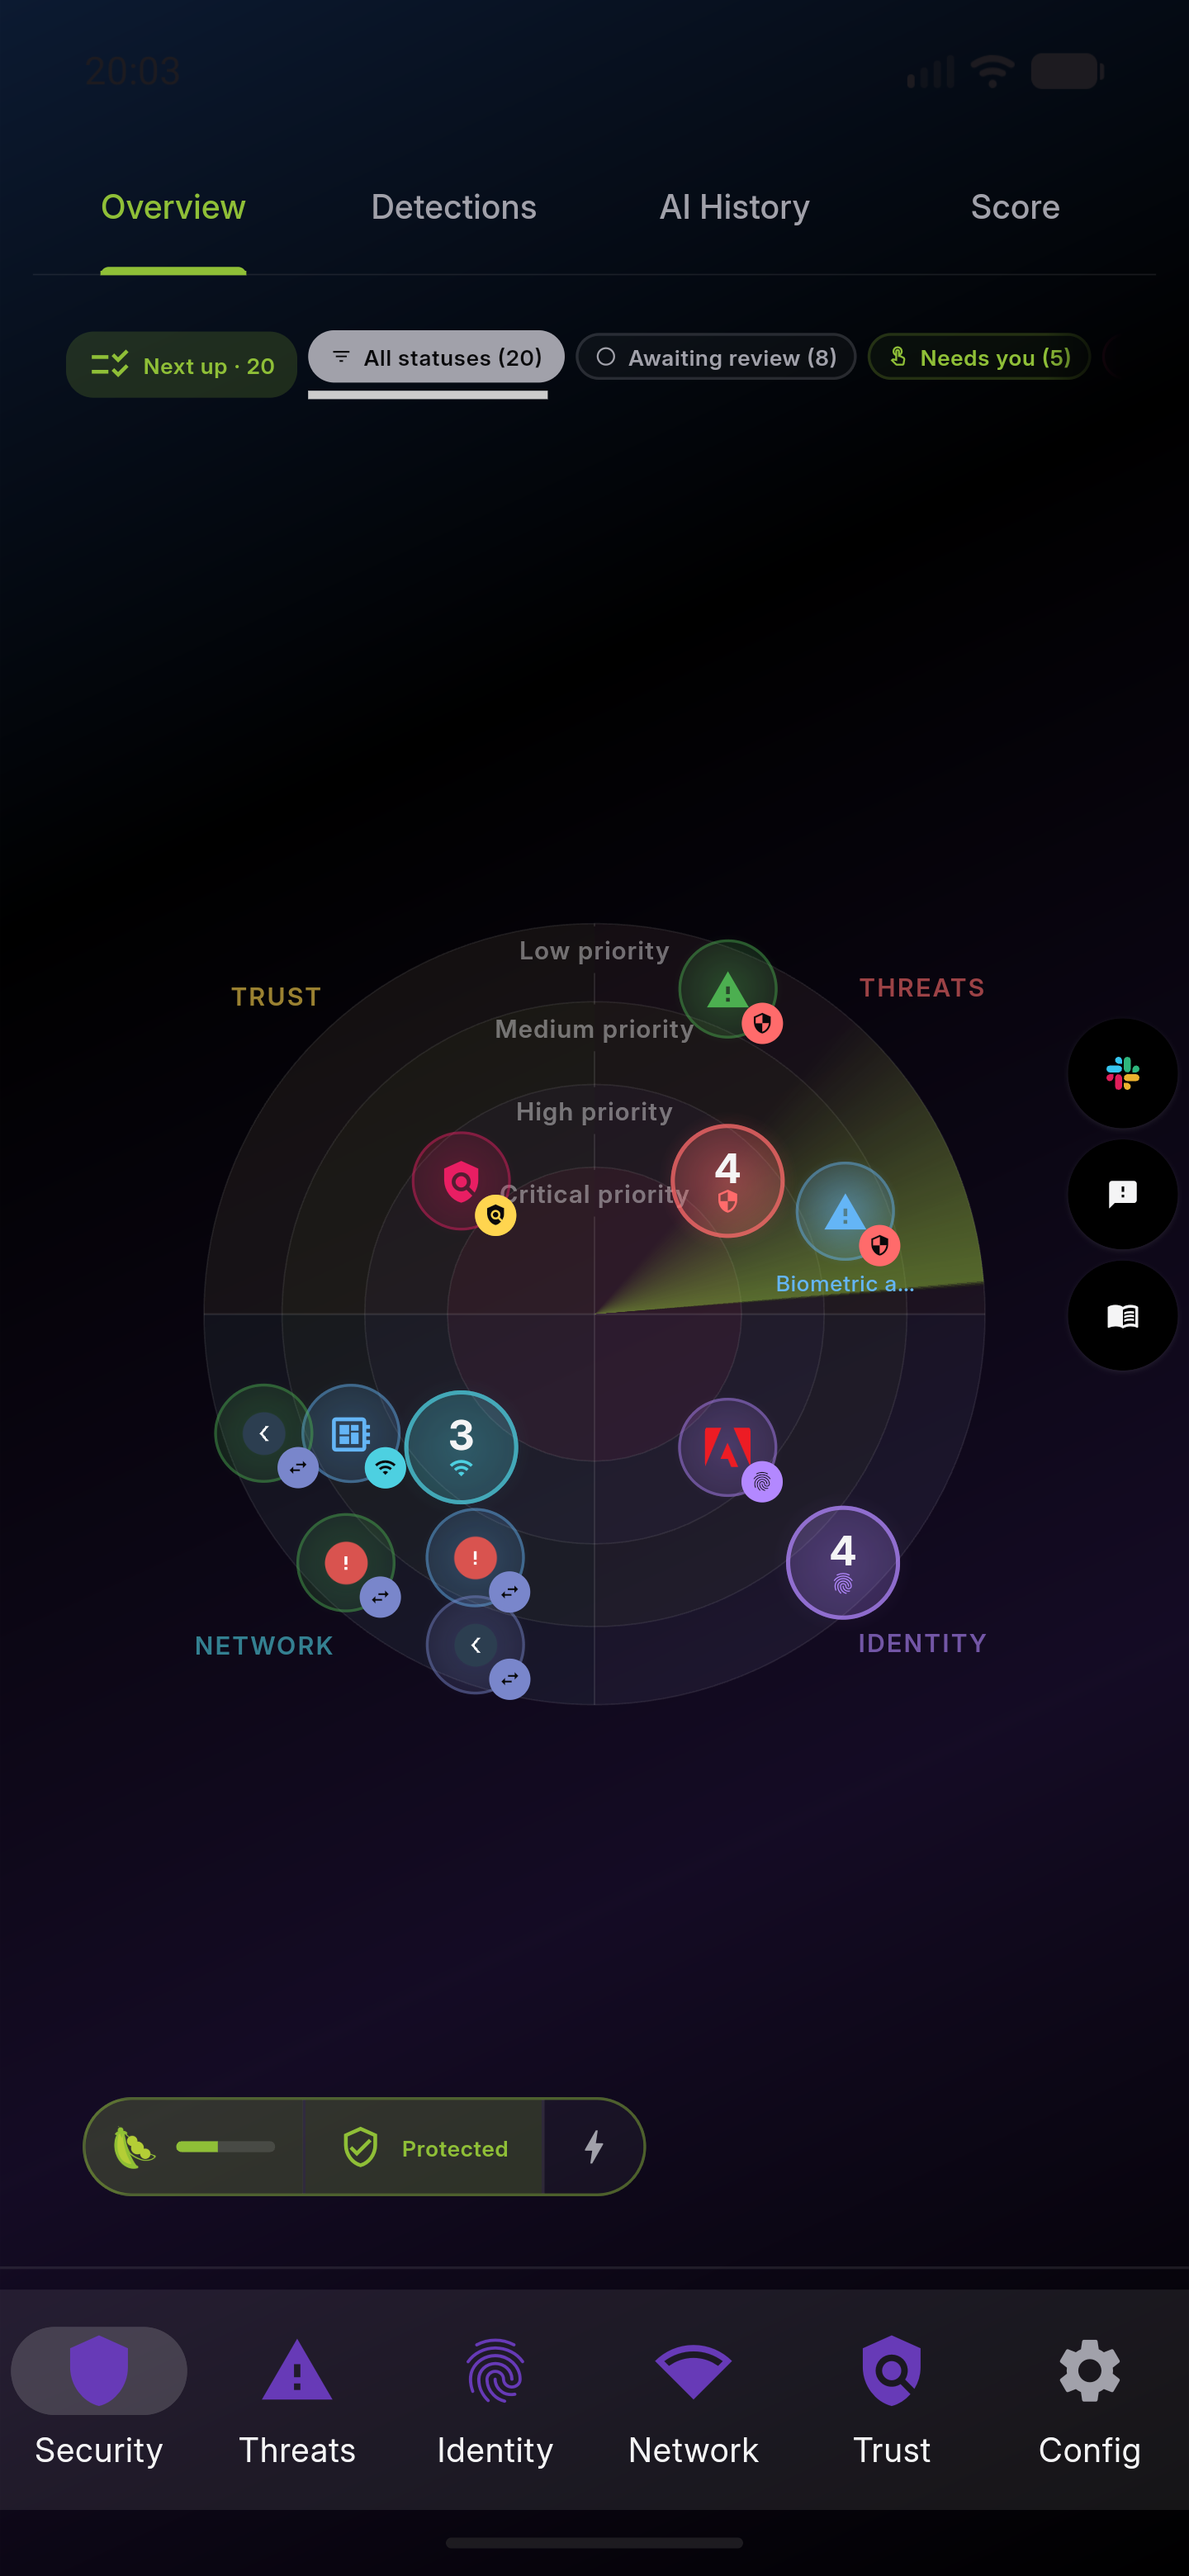 20:03
Overview
Detections
AI History
Score
Next up · 20
All statuses (20)
Awaiting review (8)
Needs you (5)
Low priority
TRUST
THREATS
Medium priority
High priority
4
Critical priority
Biometric a...
3
4
NETWORK
IDENTITY
Protected
Security
Threats
Identity
Network
Trust
Config